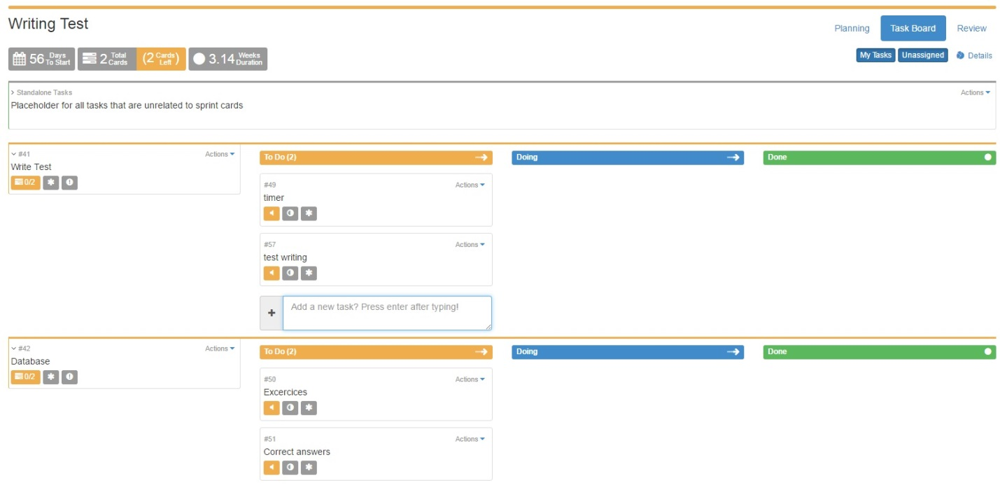 Writing Test
Planning Task Board Review
56 Days To Start 2 Total Cards (2 Cards Left) 3.14 Weeks Duration
My Tasks Unassigned Details
Standalone Tasks Actions
Placeholder for all tasks that are unrelated to sprint cards
#41 Actions
Write Test
0/2
To Do (2) Doing Done
#49 Actions
timer
#57 Actions
test writing
Add a new task? Press enter after typing!
#42 Actions
Database
0/2
To Do (2) Doing Done
#50 Actions
Excercices
#51 Actions
Correct answers